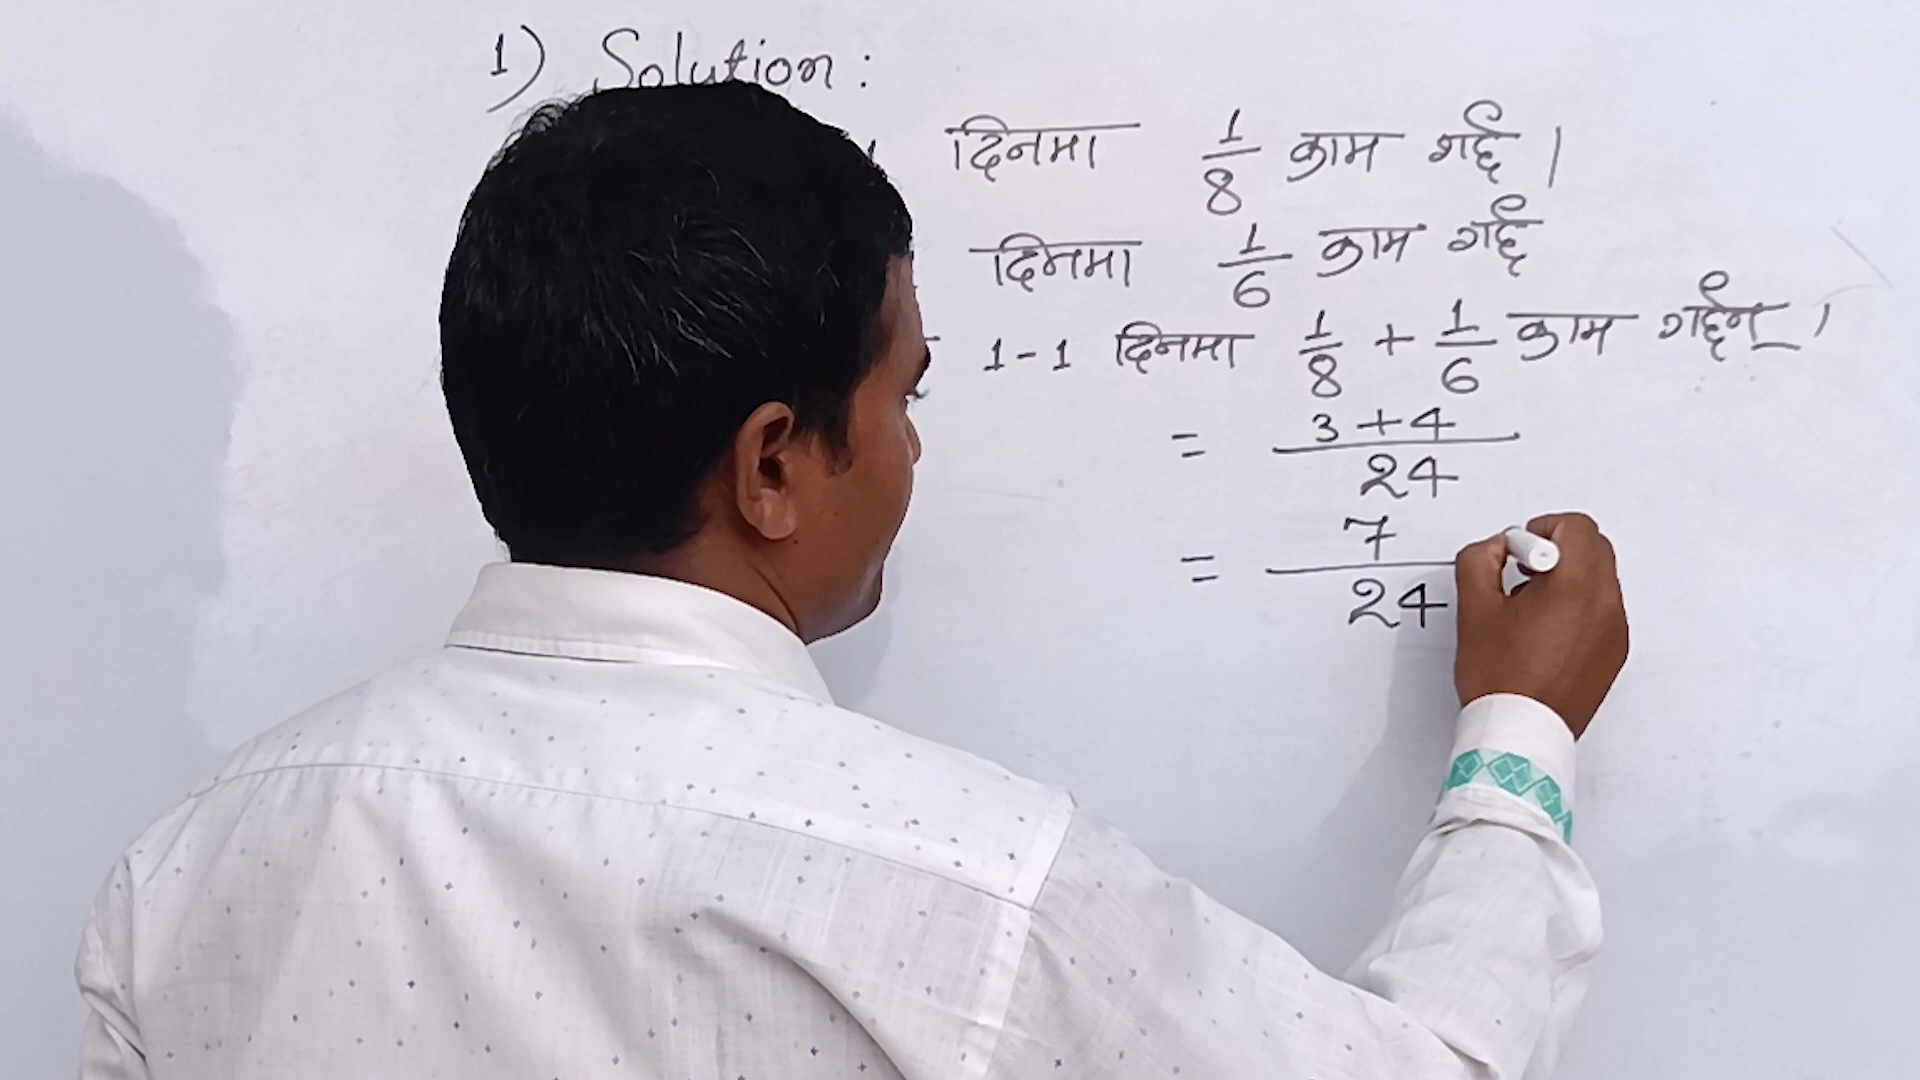 1) Solution :
1 दिनमा 1/8 काम गर्छ ।
दिनमा 1/6 काम गर्छ
1-1 दिनमा 1/8 + 1/6 काम गर्छन् ।
= 3+4/24
= 7/24